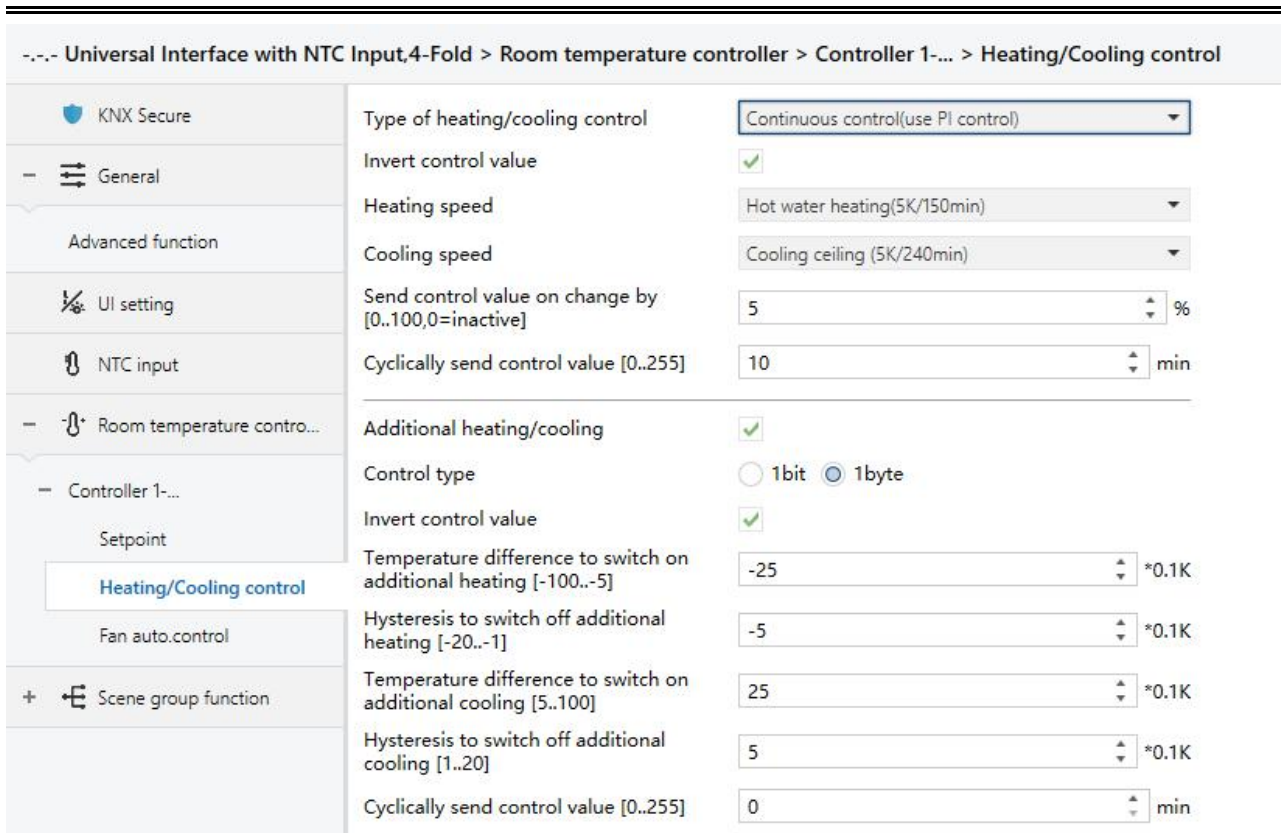 -.-.- Universal Interface with NTC Input,4-Fold > Room temperature controller > Controller 1-... > Heating/Cooling control
KNX Secure
General
Advanced function
UI setting
NTC input
Room temperature contro...
Controller 1-...
Setpoint
Heating/Cooling control
Fan auto.control
Scene group function
Type of heating/cooling control
Continuous control(use PI control)
Invert control value
Heating speed
Hot water heating(5K/150min)
Cooling speed
Cooling ceiling (5K/240min)
Send control value on change by
[0..100,0=inactive]
5 %
Cyclically send control value [0..255]
10 min
Additional heating/cooling
Control type
1bit 1byte
Invert control value
Temperature difference to switch on
additional heating [-100..-5]
-25 *0.1K
Hysteresis to switch off additional
heating [-20..-1]
-5 *0.1K
Temperature difference to switch on
additional cooling [5..100]
25 *0.1K
Hysteresis to switch off additional
cooling [1..20]
5 *0.1K
Cyclically send control value [0..255]
0 min